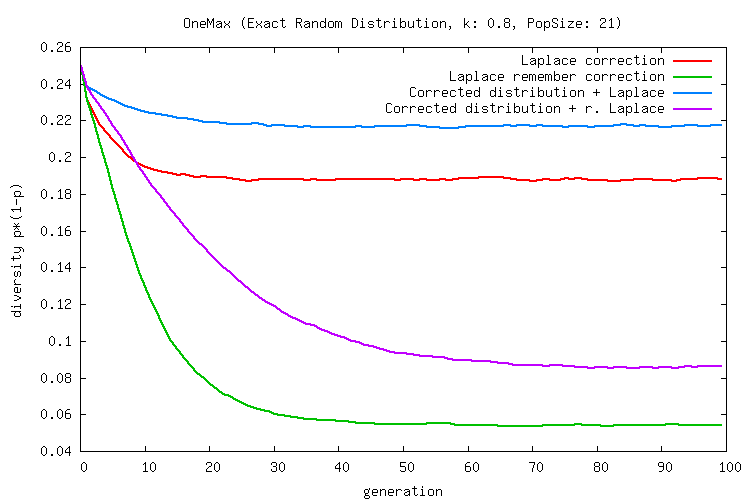 OneMax (Exact Random Distribution, k: 0.8, PopSize: 21)
0.26
0.24
0.22
0.2
0.18
0.16
0.14
0.12
0.1
0.08
0.06
0.04
diversity p*(1-p)
Laplace correction
Laplace remember correction
Corrected distribution + Laplace
Corrected distribution + r. Laplace
0 10 20 30 40 50 60 70 80 90 100
generation